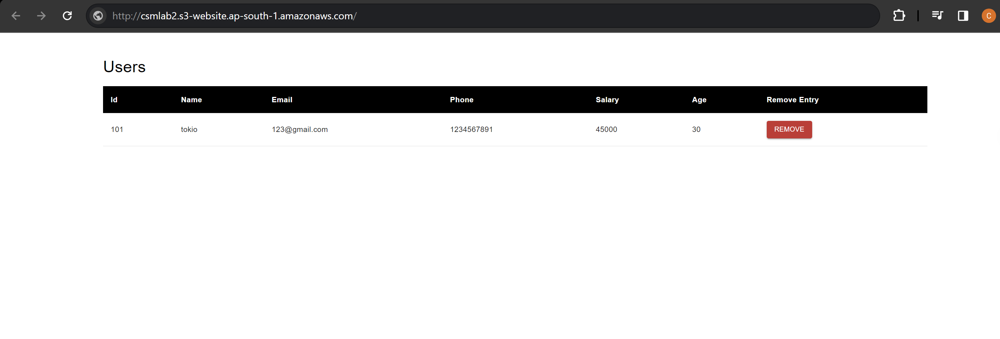 http://csmlab2.s3-website.ap-south-1.amazonaws.com/
C
Users
Id Name Email Phone Salary Age Remove Entry
101 tokio 123@gmail.com 1234567891 45000 30 REMOVE